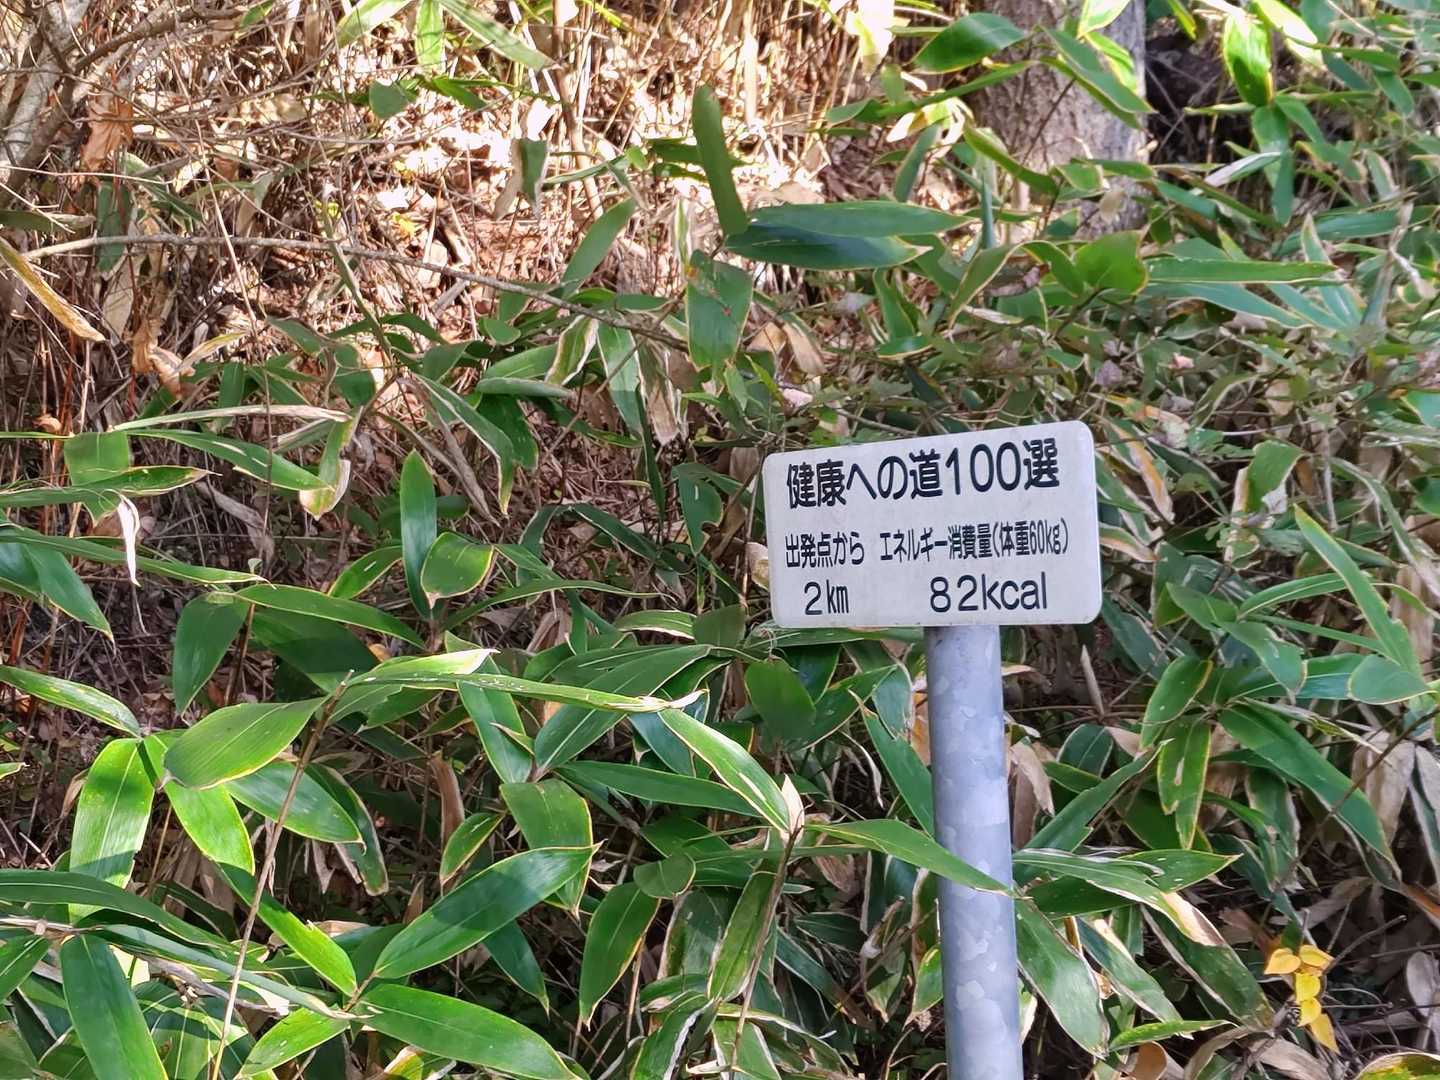 健康への道100選
出発点から エネルギー消費量(体重60kg)
2km 82kcal